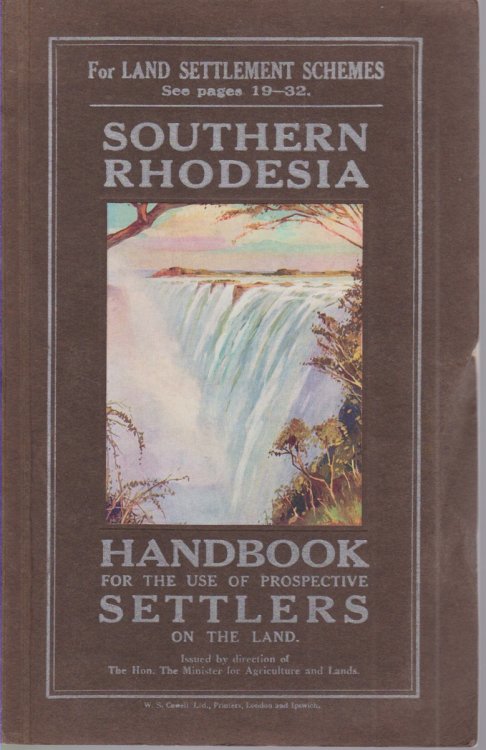 For LAND SETTLEMENT SCHEMES
See pages 19–32.
SOUTHERN
RHODESIA
HANDBOOK
FOR THE USE OF PROSPECTIVE
SETTLERS
ON THE LAND.
Issued by direction of
The Hon. The Minister for Agriculture and Lands.
W. S. Cowell Ltd., Printers, London and Ipswich.